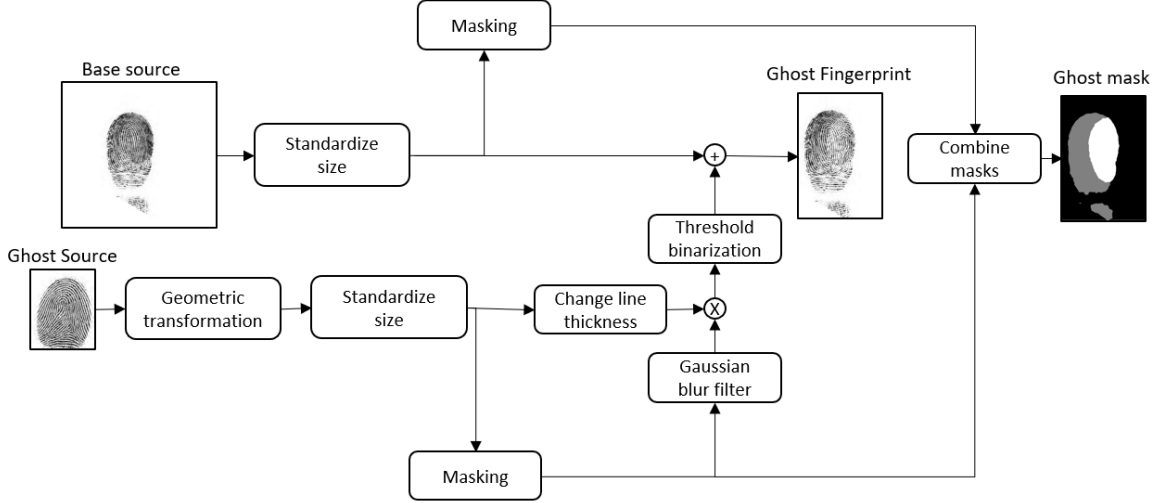 Masking
Base source
Ghost Fingerprint
Ghost mask
Standardize
size
+
Combine
masks
Threshold
binarization
Ghost Source
Geometric
transformation
Standardize
size
Change line
thickness
X
Gaussian
blur filter
Masking